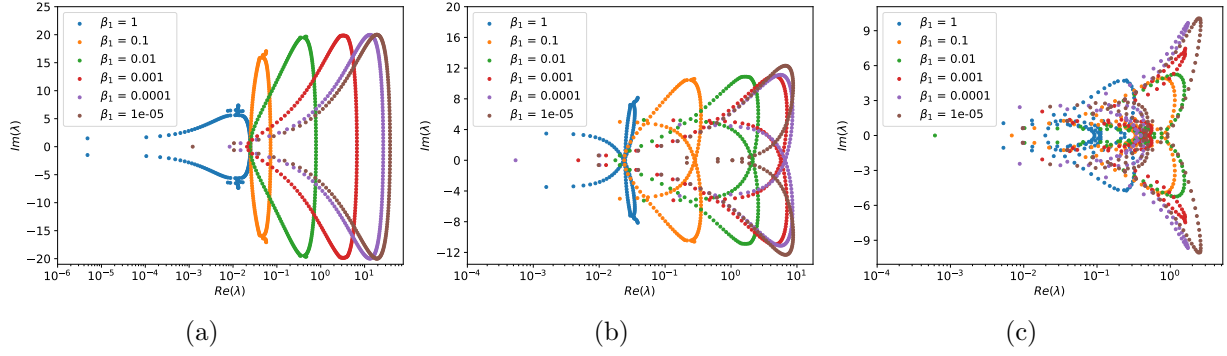 β₁ = 1
β₁ = 0.1
β₁ = 0.01
β₁ = 0.001
β₁ = 0.0001
β₁ = 1e-05
25
20
15
10
5
0
−5
−10
−15
−20
Im(λ)
10⁻⁶ 10⁻⁵ 10⁻⁴ 10⁻³ 10⁻² 10⁻¹ 10⁰ 10¹
Re(λ)
(a)
β₁ = 1
β₁ = 0.1
β₁ = 0.01
β₁ = 0.001
β₁ = 0.0001
β₁ = 1e-05
20
16
12
8
4
0
−4
−8
−12
Im(λ)
10⁻⁴ 10⁻³ 10⁻² 10⁻¹ 10⁰ 10¹
Re(λ)
(b)
β₁ = 1
β₁ = 0.1
β₁ = 0.01
β₁ = 0.001
β₁ = 0.0001
β₁ = 1e-05
9
6
3
0
−3
−6
−9
Im(λ)
10⁻⁴ 10⁻³ 10⁻² 10⁻¹ 10⁰
Re(λ)
(c)